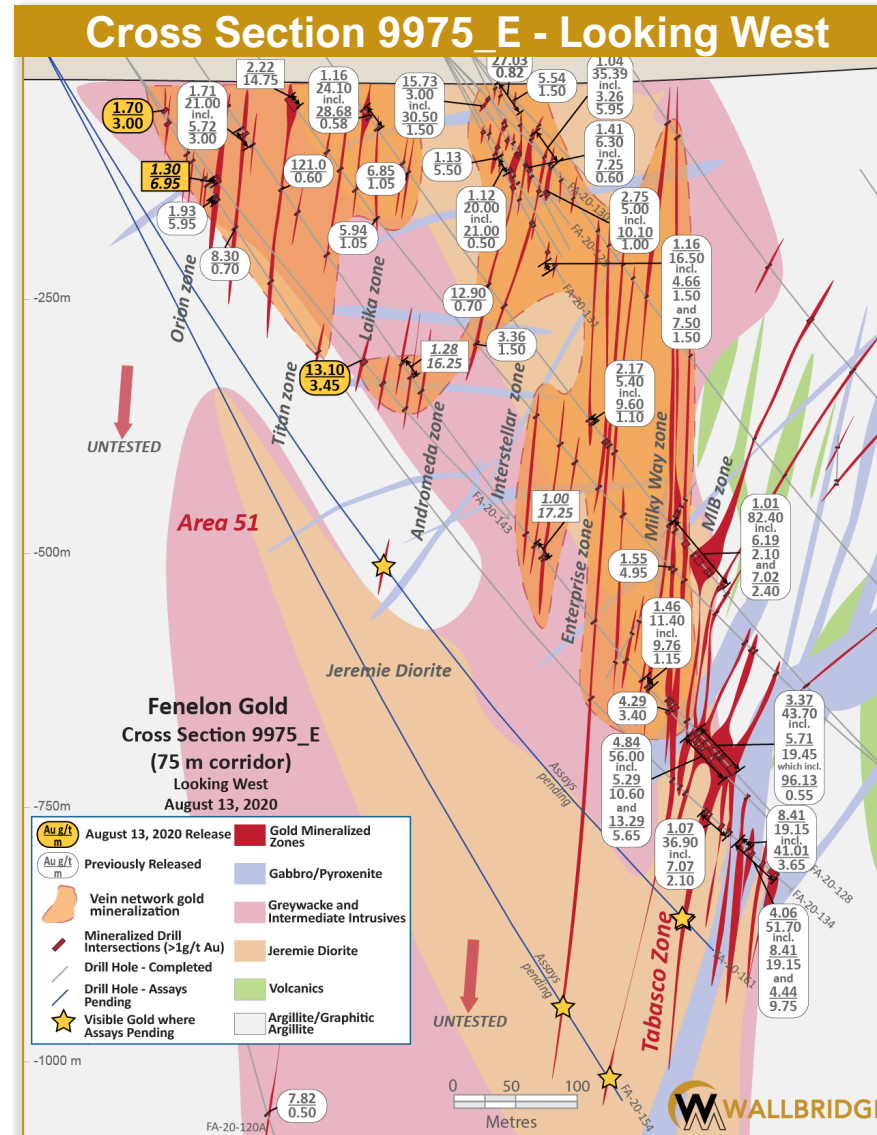 Cross Section 9975_E - Looking West
27.03
0.82
1.04
35.39
incl.
3.26
5.95
2.22
14.75
1.16
24.10
incl.
28.68
0.58
15.73
3.00
incl.
30.50
1.50
5.54
1.50
1.70
3.00
1.71
21.00
incl.
5.72
3.00
1.41
6.30
incl,
7.25
0.60
1.13
5.50
121.0
0.60
6.85
1.05
1.30
6.95
FA-20-130
1.12
20.00
incl.
21.00
0.50
2.75
5.00
incl.
10.10
1.00
1.93
5.95
5.94
1.05
FA-20-129
1.16
16.50
incl.
4.66
1.50
and
7.50
1.50
8.30
0.70
Orion zone
Laika zone
-250m
12.90
0.70
FA-20-131
3.36
1.50
1.28
16.25
13.10
3.45
2.17
5.40
incl.
9.60
1.10
Titan zone
Andromeda zone
Interstellar zone
Milky Way zone
MIB zone
UNTESTED
FA-20-143
1.00
17.25
1.01
82.40
incl.
6.19
2.10
and
7.02
2.40
Area 51
-500m
1.55
4.95
Enterprise zone
1.46
11.40
incl.
9.76
1.15
Jeremie Diorite
4.29
3.40
3.37
43.70
incl.
5.71
19.45
which incl.
96.13
0.55
Fenelon Gold
Cross Section 9975_E
(75 m corridor)
Looking West
August 13, 2020
4.84
56.00
incl.
5.29
10.60
and
13.29
5.65
Assays
pending
-750m
1.07
36.90
incl.
7.07
2.10
8.41
19.15
incl.
41.01
3.65
FA-20-128
FA-20-134
4.06
51.70
incl.
8.41
19.15
and
4.44
9.75
FA-20-161
Tabasco Zone
Assays
pending
UNTESTED
Au g/t
m
August 13, 2020 Release
Au g/t
m
Previously Released
Vein network gold
mineralization
Mineralized Drill
Intersections (>1g/t Au)
Drill Hole - Completed
Drill Hole - Assays
Pending
Visible Gold where
Assays Pending
Gold Mineralized
Zones
Gabbro/Pyroxenite
Greywacke and
Intermediate Intrusives
Jeremie Diorite
Volcanics
Argillite/Graphitic
Argillite
-1000 m
7.82
0.50
FA-20-120A
0 50 100
Metres
FA-20-154
WALLBRIDGE